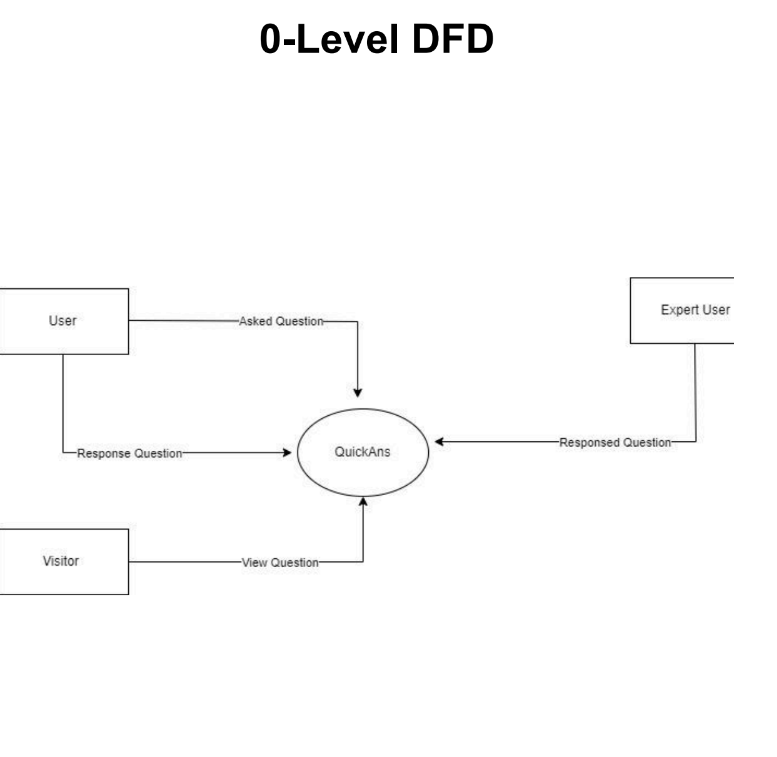 0-Level DFD
User
Asked Question
Expert User
Response Question
QuickAns
Responsed Question
Visitor
View Question